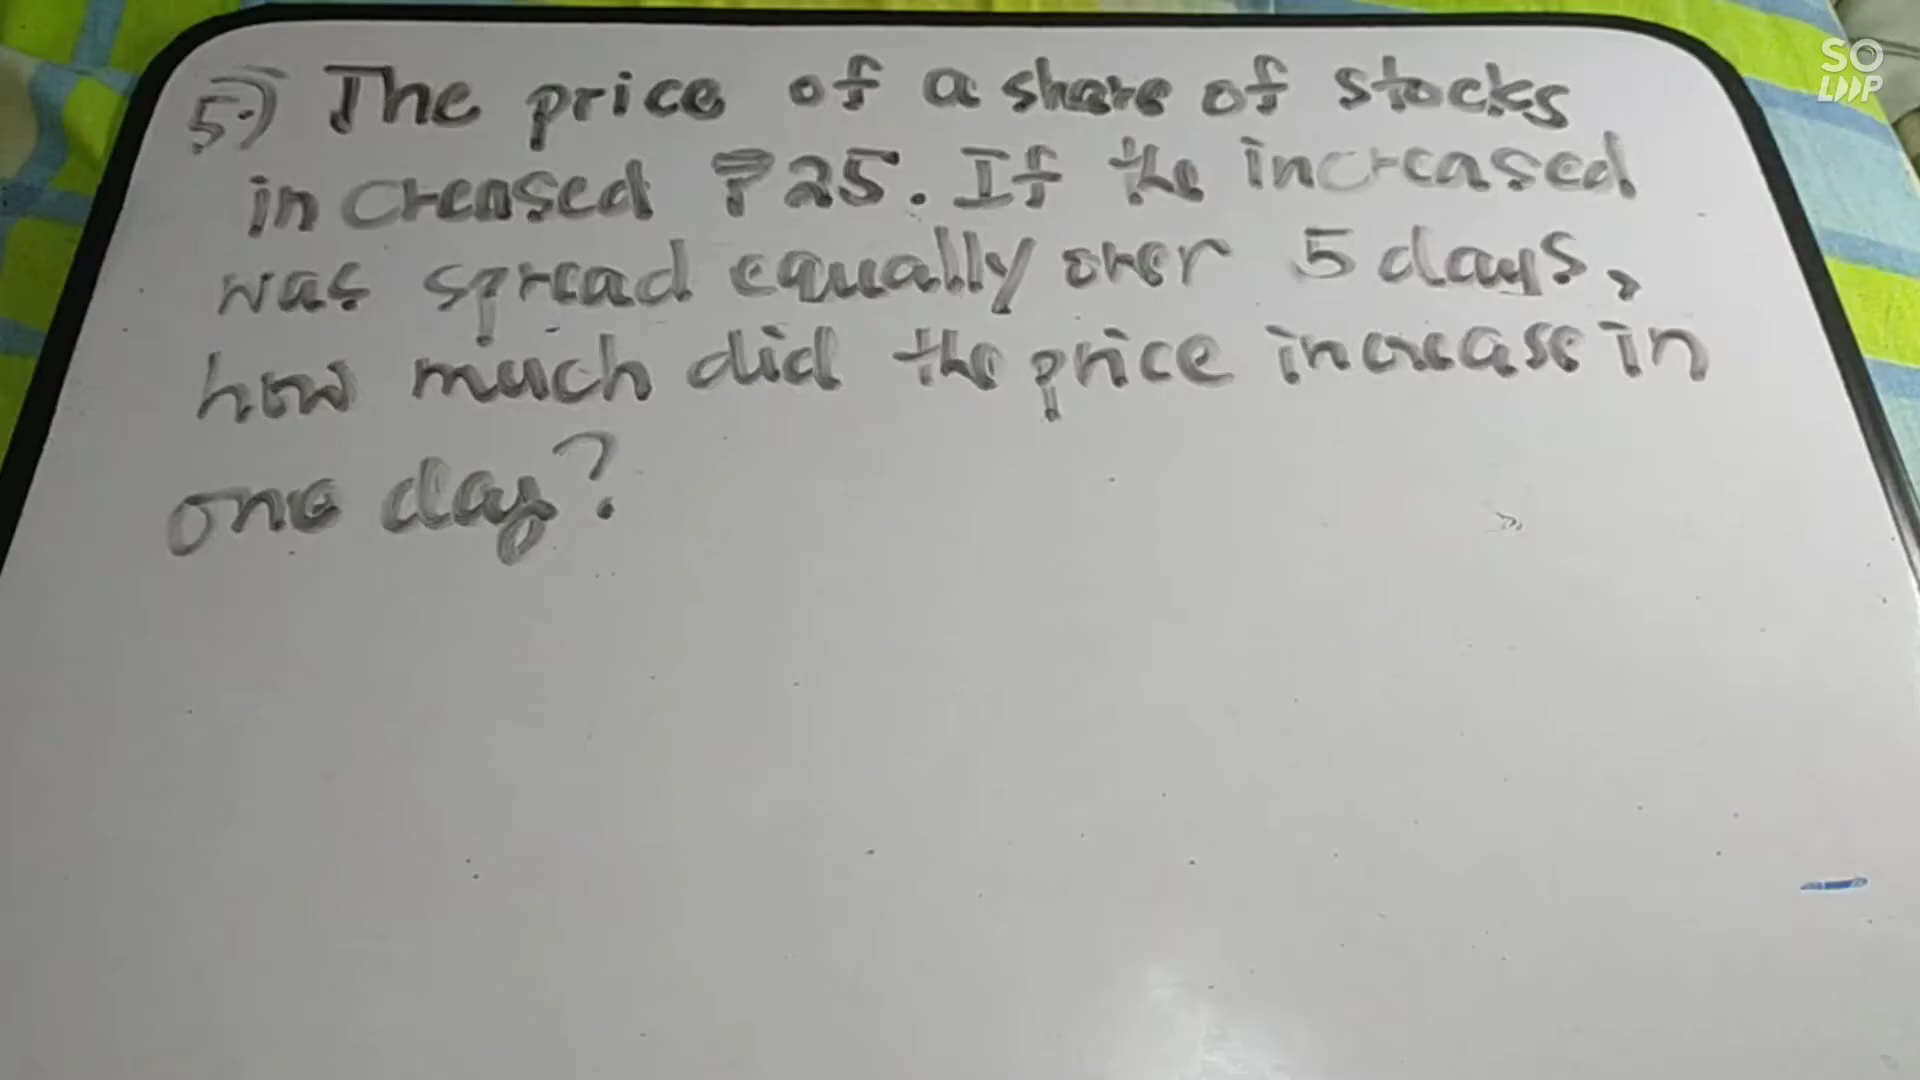 5.) The price of a share of stocks
increased ₱25. If the increased
was spread equally over 5 days,
how much did the price increase in
one day?
SO
LOOP